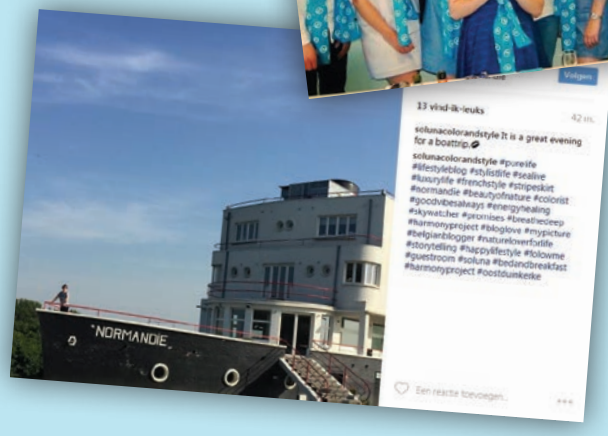 Volgen
13 vind-ik-leuks
42 w.
solunacolorandstyle It is a great evening
for a boattrip.
solunacolorandstyle #purelife
#lifestyleblog #stylistlife #sealive
#luxurylife #frenchstyle #stripeskirt
#normandie #beautyofnature #colorist
#goodvibesalways #energyhealing
#skywatcher #promises #breathedeep
#harmonyproject #bloglove #mypicture
#belgianblogger #natureloverforlife
#storytelling #happylifestyle #folowme
#guestroom #soluna #bedandbreakfast
#harmonyproject #oostduinkerke
"NORMANDIE"
Een reactie toevoegen...